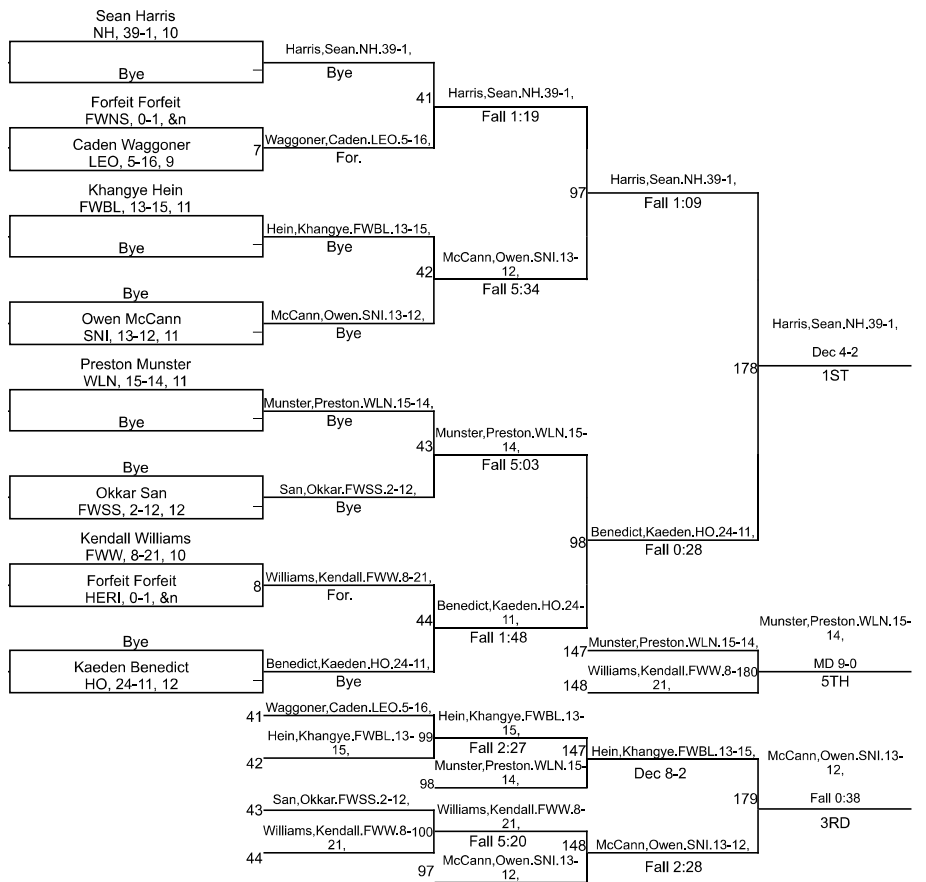 Sean Harris
NH, 39-1, 10
Bye
Harris,Sean.NH.39-1,
Bye
Forfeit Forfeit
FWNS, 0-1, &n
Caden Waggoner
LEO, 5-16, 9
7
Waggoner,Caden.LEO.5-16,
For.
41
Harris,Sean.NH.39-1,
Fall 1:19
Khangye Hein
FWBL, 13-15, 11
Bye
Hein,Khangye.FWBL.13-15,
Bye
Bye
Owen McCann
SNI, 13-12, 11
McCann,Owen.SNI.13-12,
Bye
42
McCann,Owen.SNI.13-
12,
Fall 5:34
97
Harris,Sean.NH.39-1,
Fall 1:09
Preston Munster
WLN, 15-14, 11
Bye
Munster,Preston.WLN.15-14,
Bye
Bye
Okkar San
FWSS, 2-12, 12
San,Okkar.FWSS.2-12,
Bye
43
Munster,Preston.WLN.15-
14,
Fall 5:03
Kendall Williams
FWW, 8-21, 10
Forfeit Forfeit
HERI, 0-1, &n
8
Williams,Kendall.FWW.8-21,
For.
Bye
Kaeden Benedict
HO, 24-11, 12
Benedict,Kaeden.HO.24-11,
Bye
44
Benedict,Kaeden.HO.24-
11,
Fall 1:48
98
Benedict,Kaeden.HO.24-11,
Fall 0:28
178
Harris,Sean.NH.39-1,
Dec 4-2
1ST
147
Munster,Preston.WLN.15-14,
148
Williams,Kendall.FWW.8-
21,
180
Munster,Preston.WLN.15-
14,
MD 9-0
5TH
41
Waggoner,Caden.LEO.5-16,
42
Hein,Khangye.FWBL.13-
15,
99
Hein,Khangye.FWBL.13-
15,
Fall 2:27
98
Munster,Preston.WLN.15-
14,
147
Hein,Khangye.FWBL.13-15,
Dec 8-2
43
San,Okkar.FWSS.2-12,
44
Williams,Kendall.FWW.8-
21,
100
Williams,Kendall.FWW.8-
21,
Fall 5:20
97
McCann,Owen.SNI.13-
12,
148
McCann,Owen.SNI.13-12,
Fall 2:28
179
McCann,Owen.SNI.13-
12,
Fall 0:38
3RD